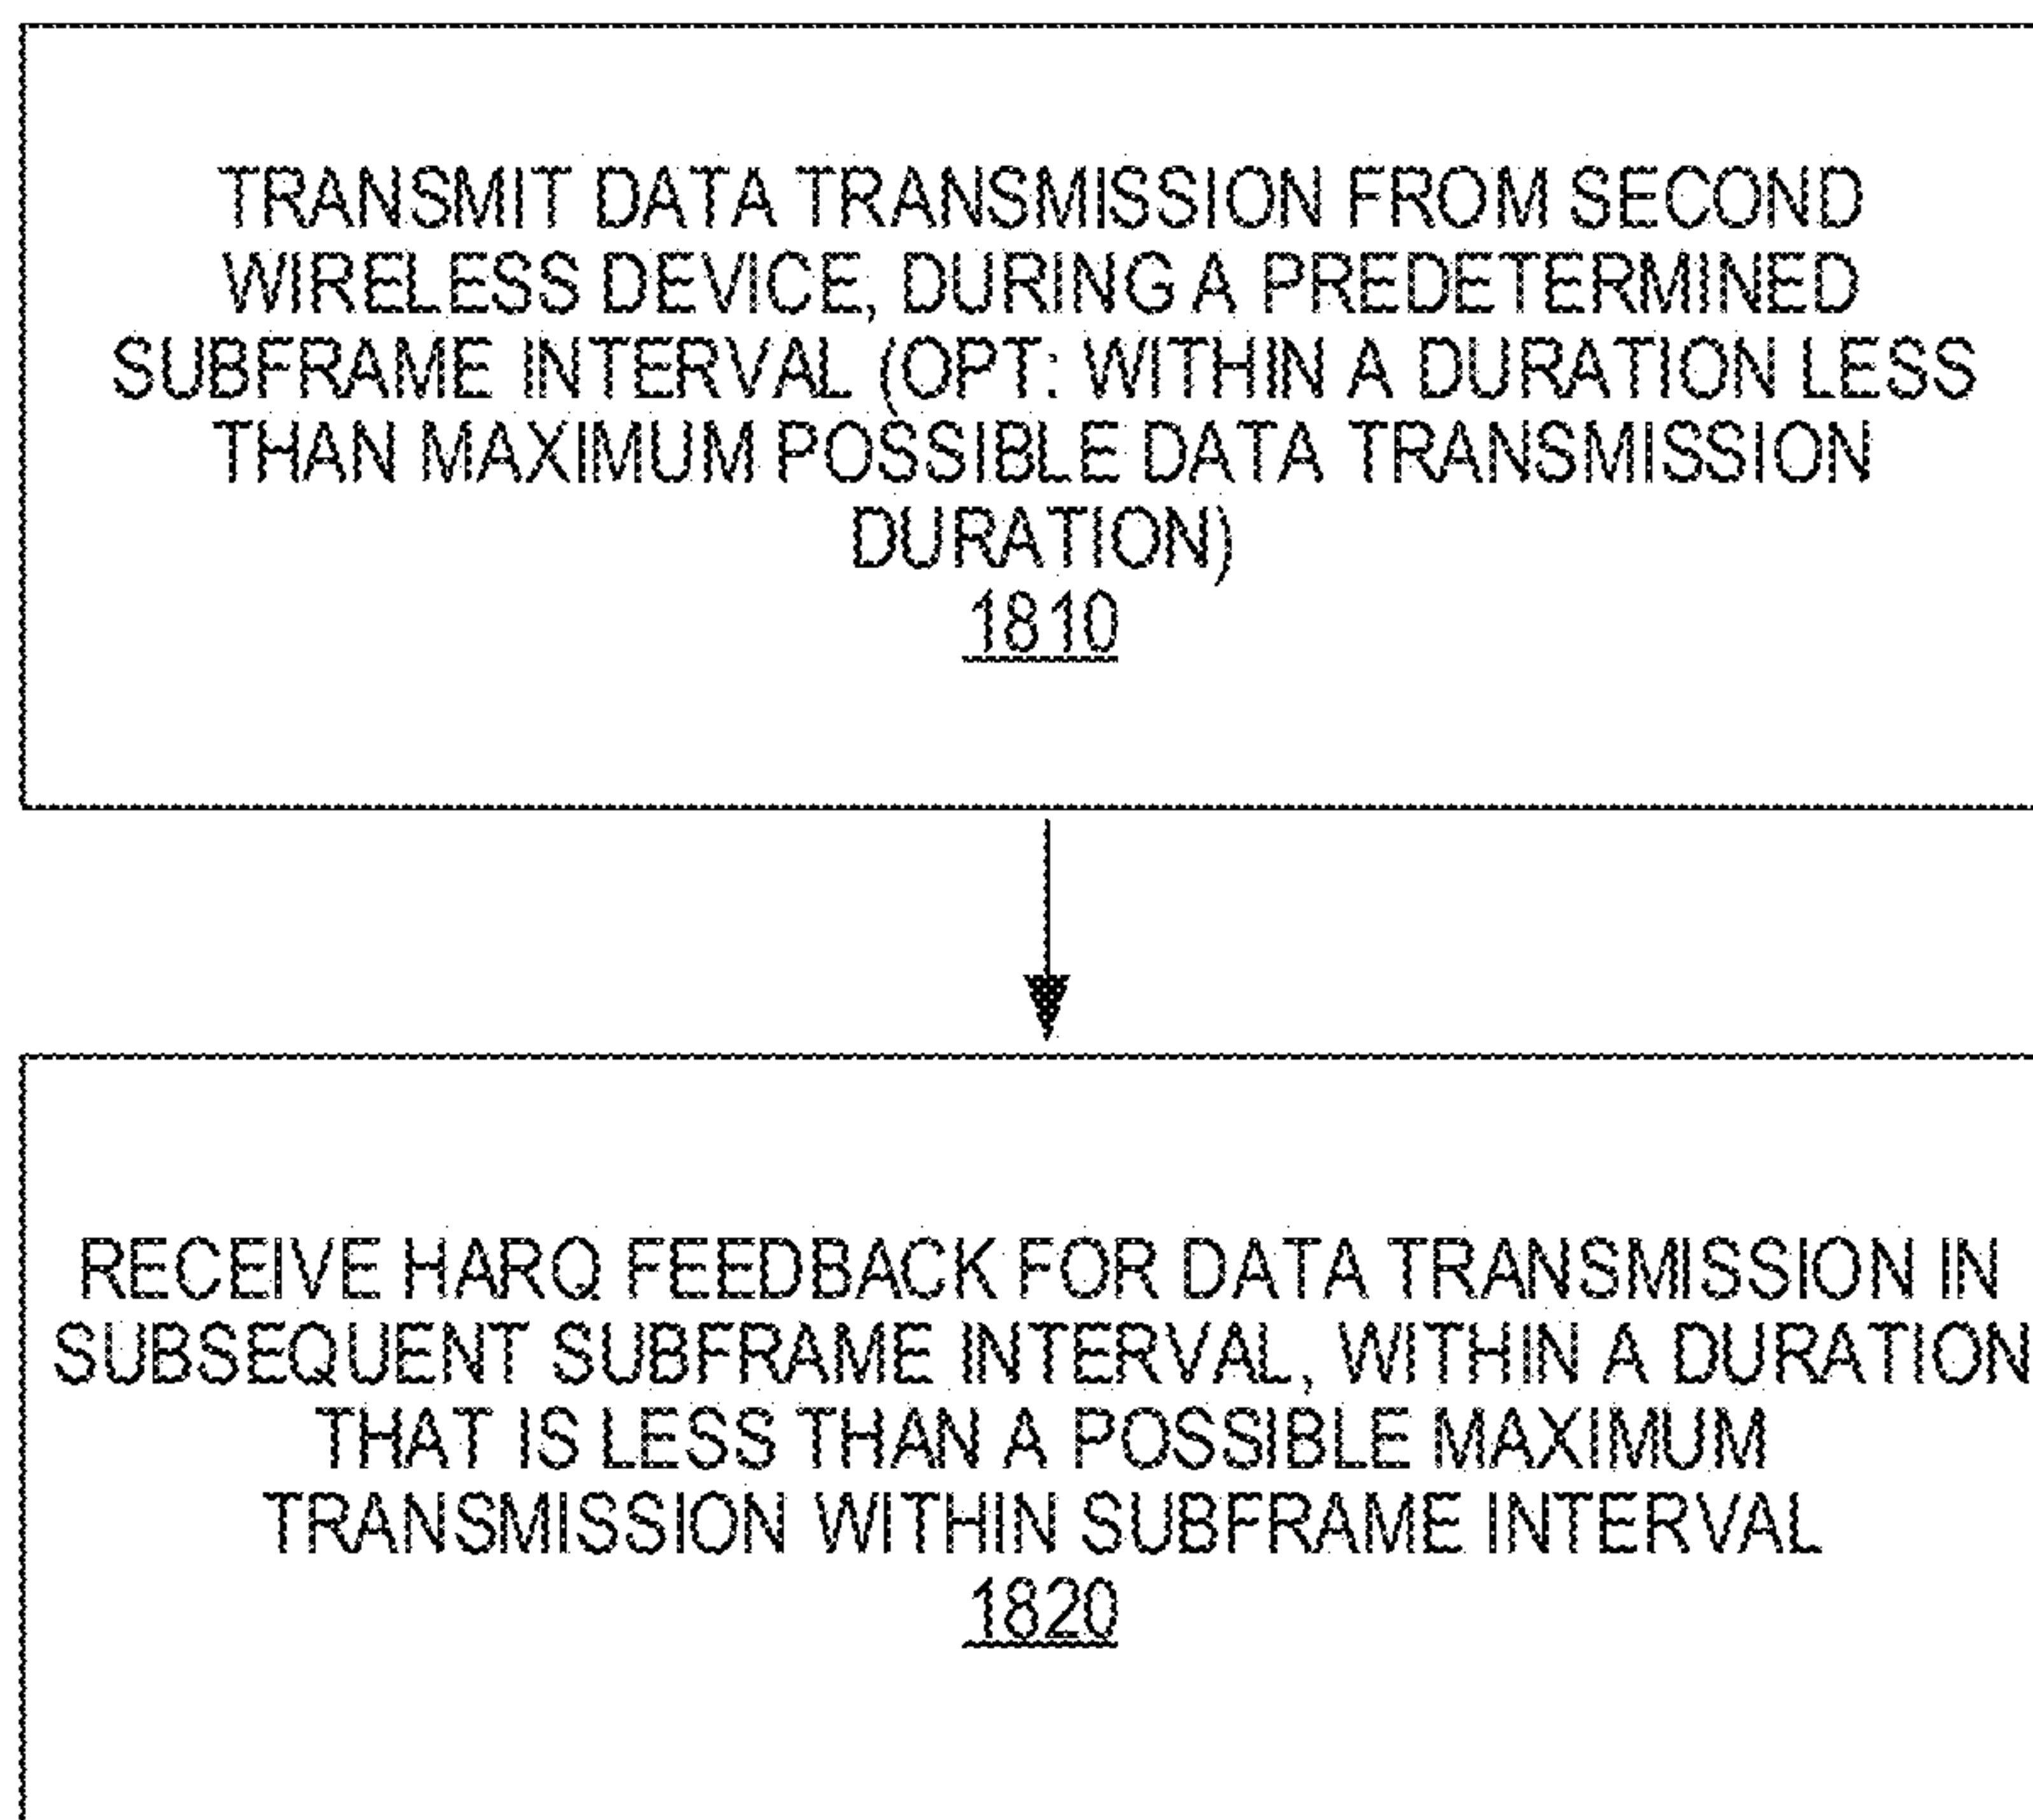 TRANSMIT DATA TRANSMISSION FROM SECOND
WIRELESS DEVICE, DURING A PREDETERMINED
SUBFRAME INTERVAL (OPT: WITHIN A DURATION LESS
THAN MAXIMUM POSSIBLE DATA TRANSMISSION
DURATION)
1810
RECEIVE HARQ FEEDBACK FOR DATA TRANSMISSION IN
SUBSEQUENT SUBFRAME INTERVAL, WITHIN A DURATION
THAT IS LESS THAN A POSSIBLE MAXIMUM
TRANSMISSION WITHIN SUBFRAME INTERVAL
1820